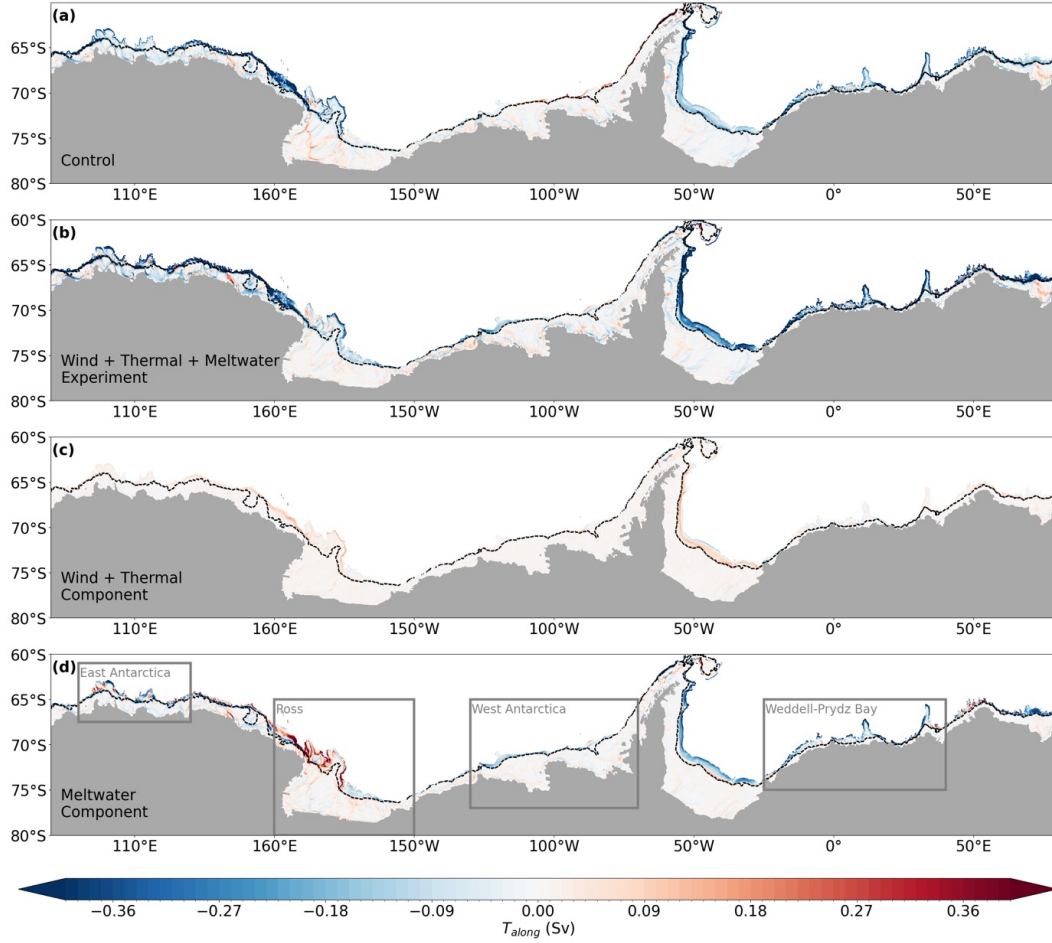 (a)
65°S
70°S
75°S
80°S
Control
110°E
160°E
150°W
100°W
50°W
0°
50°E
60°S
(b)
65°S
70°S
75°S
80°S
Wind + Thermal + Meltwater
Experiment
110°E
160°E
150°W
100°W
50°W
0°
50°E
60°S
(c)
65°S
70°S
75°S
80°S
Wind + Thermal
Component
110°E
160°E
150°W
100°W
50°W
0°
50°E
60°S
(d)
65°S
70°S
75°S
80°S
East Antarctica
Ross
West Antarctica
Weddell-Prydz Bay
Meltwater
Component
110°E
160°E
150°W
100°W
50°W
0°
50°E
−0.36
−0.27
−0.18
−0.09
0.00
0.09
0.18
0.27
0.36
T_along (Sv)